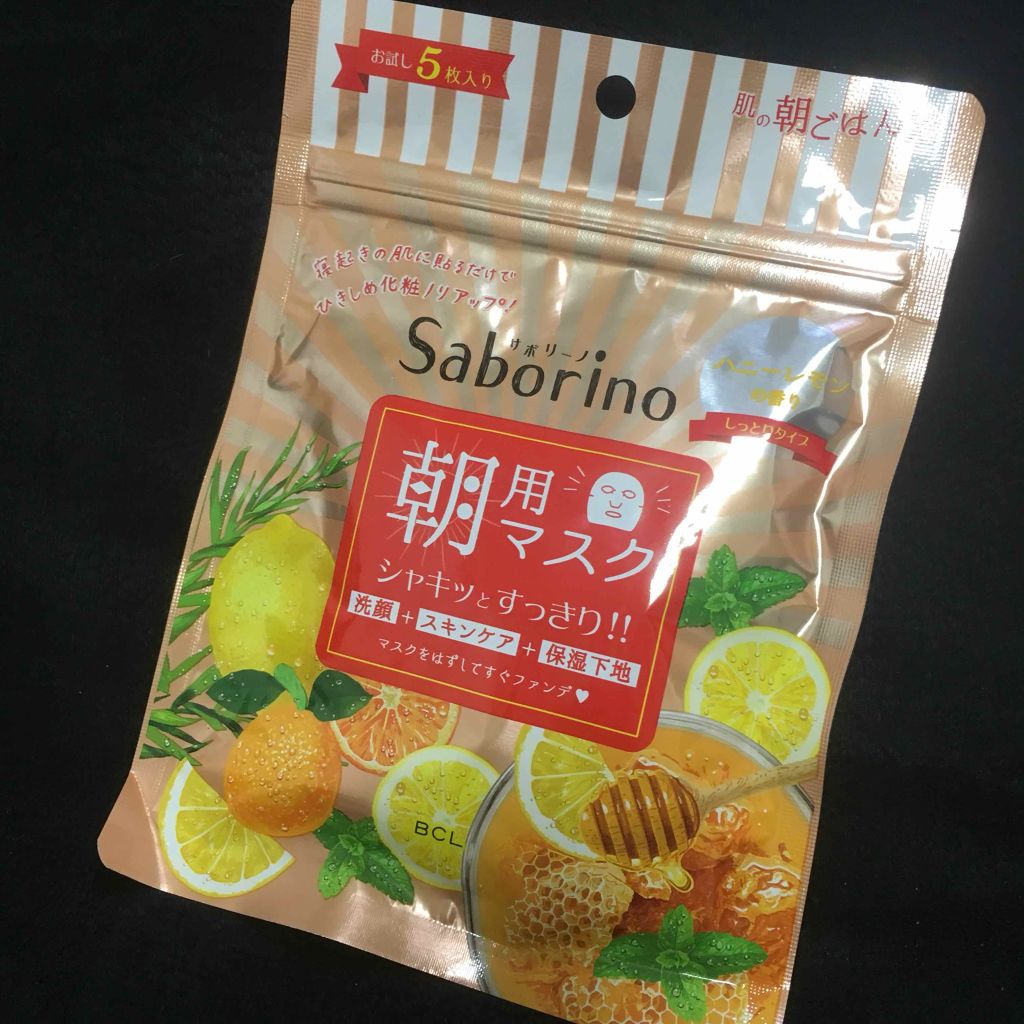 お試し5枚入り
肌の朝ごはん
寝起きの肌に貼るだけで
ひきしめ化粧ノリアップ!
サボリーノ
Saborino
ハニーレモン
の香り
しっとりタイプ
朝用
マスク
シャキッとすっきり!!
洗顔+スキンケア+保湿下地
マスクをはずしてすぐファンデ♥
BCL